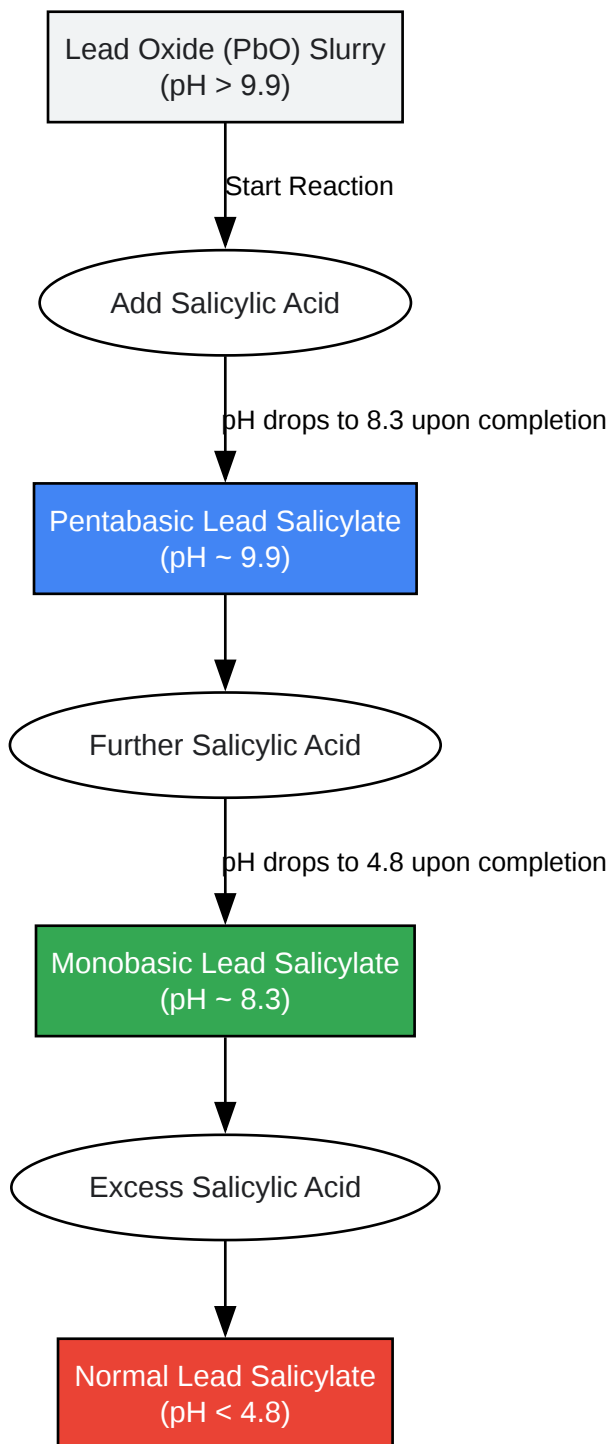 Lead Oxide (PbO) Slurry
(pH > 9.9)
Start Reaction
Add Salicylic Acid
pH drops to 8.3 upon completion
Pentabasic Lead Salicylate
(pH ~ 9.9)
Further Salicylic Acid
pH drops to 4.8 upon completion
Monobasic Lead Salicylate
(pH ~ 8.3)
Excess Salicylic Acid
Normal Lead Salicylate
(pH < 4.8)